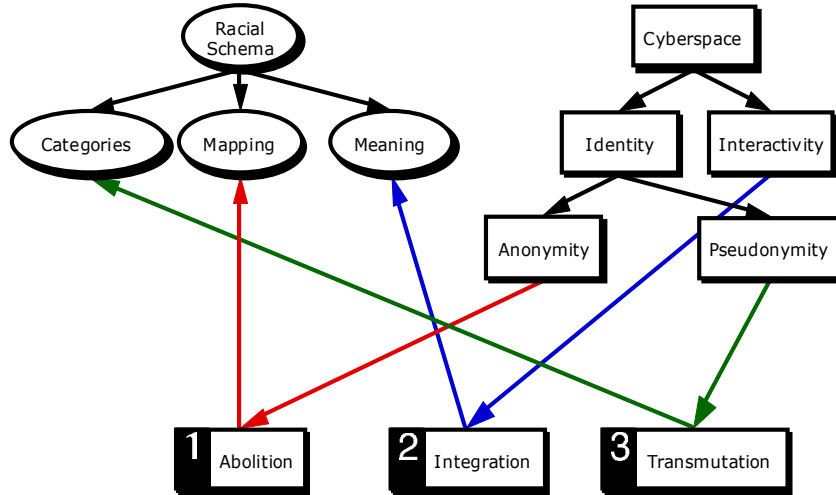 Racial
Schema
Cyberspace
Categories
Mapping
Meaning
Identity
Interactivity
Anonymity
Pseudonymity
1
Abolition
2
Integration
3
Transmutation